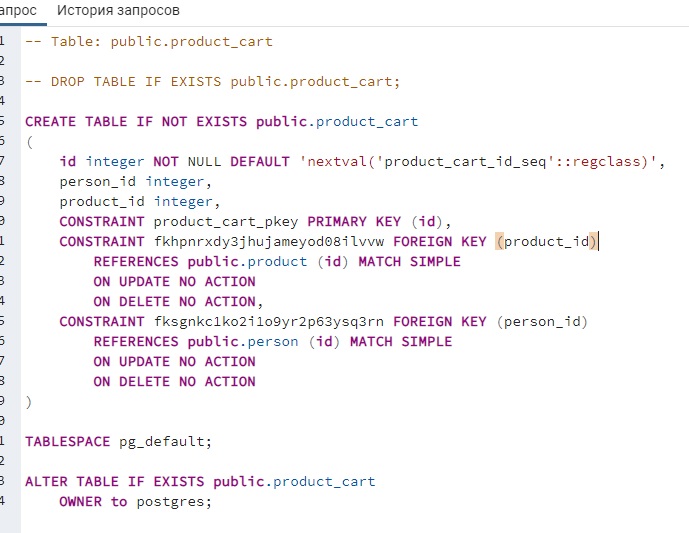 апрос История запросов
1 -- Table: public.product_cart
2
3 -- DROP TABLE IF EXISTS public.product_cart;
4
5 CREATE TABLE IF NOT EXISTS public.product_cart
6 (
7 id integer NOT NULL DEFAULT 'nextval('product_cart_id_seq'::regclass)',
8 person_id integer,
9 product_id integer,
0 CONSTRAINT product_cart_pkey PRIMARY KEY (id),
1 CONSTRAINT fkhpnrxdy3jhujameyod08ilvvw FOREIGN KEY (product_id)
2 REFERENCES public.product (id) MATCH SIMPLE
3 ON UPDATE NO ACTION
4 ON DELETE NO ACTION,
5 CONSTRAINT fksgnkc1ko2i1o9yr2p63ysq3rn FOREIGN KEY (person_id)
6 REFERENCES public.person (id) MATCH SIMPLE
7 ON UPDATE NO ACTION
8 ON DELETE NO ACTION
9 )
0
1 TABLESPACE pg_default;
2
3 ALTER TABLE IF EXISTS public.product_cart
4 OWNER to postgres;